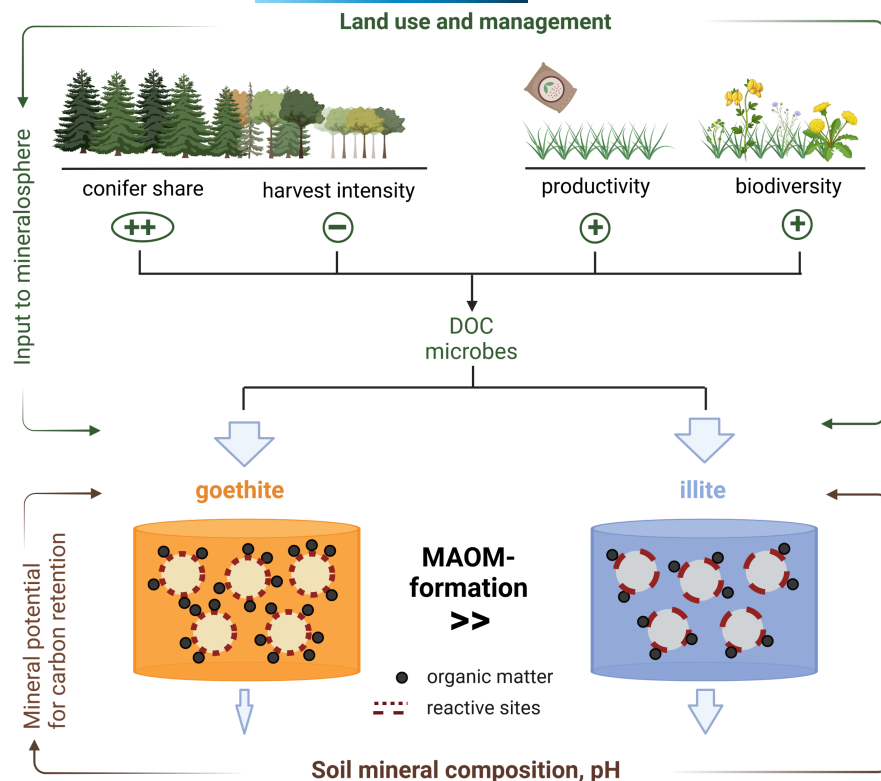 Land use and management
Input to mineralosphere
conifer share
harvest intensity
productivity
biodiversity
++
−
+
+
DOC
microbes
goethite
illite
Mineral potential
for carbon retention
MAOM-
formation
>>
organic matter
reactive sites
Soil mineral composition, pH